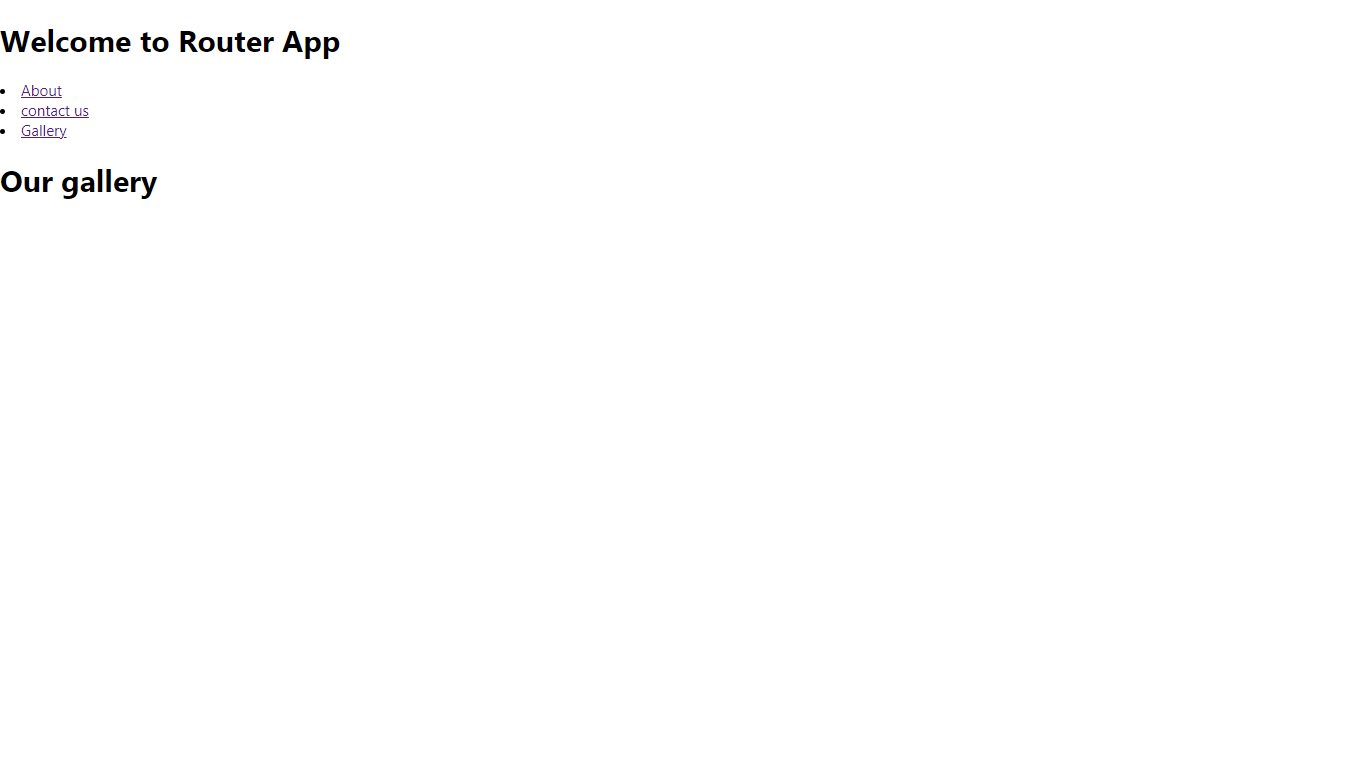 Welcome to Router App
About
contact us
Gallery
Our gallery